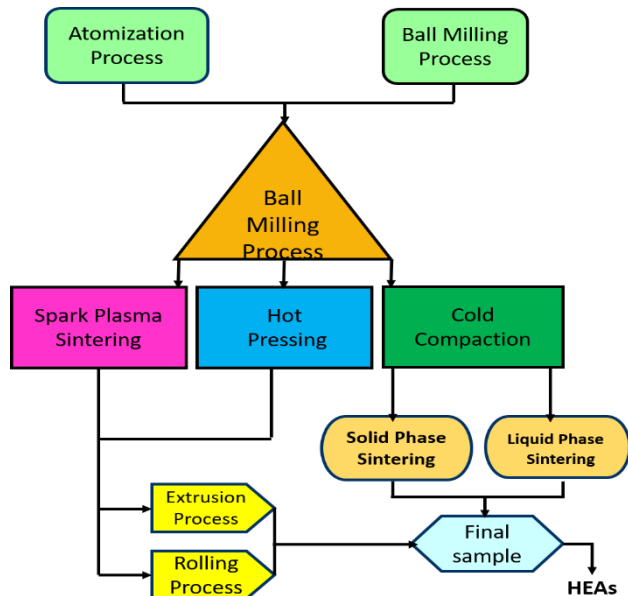 Atomization
Process
Ball Milling
Process
Ball
Milling
Process
Spark Plasma
Sintering
Hot
Pressing
Cold
Compaction
Solid Phase
Sintering
Liquid Phase
Sintering
Extrusion
Process
Rolling
Process
Final
sample
HEAs